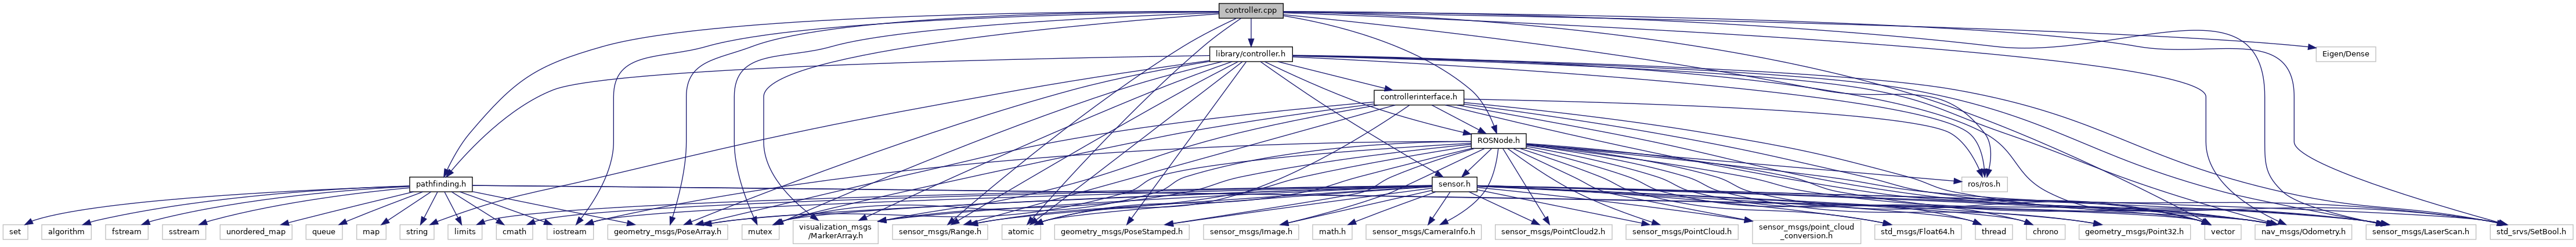 controller.cpp
library/controller.h
Eigen/Dense
controllerinterface.h
ROSNode.h
pathfinding.h
sensor.h
ros/ros.h
set
algorithm
fstream
sstream
unordered_map
queue
map
string
limits
cmath
iostream
geometry_msgs/PoseArray.h
mutex
visualization_msgs
/MarkerArray.h
sensor_msgs/Range.h
atomic
geometry_msgs/PoseStamped.h
sensor_msgs/Image.h
math.h
sensor_msgs/CameraInfo.h
sensor_msgs/PointCloud2.h
sensor_msgs/PointCloud.h
sensor_msgs/point_cloud
_conversion.h
std_msgs/Float64.h
thread
chrono
geometry_msgs/Point32.h
vector
nav_msgs/Odometry.h
sensor_msgs/LaserScan.h
std_srvs/SetBool.h